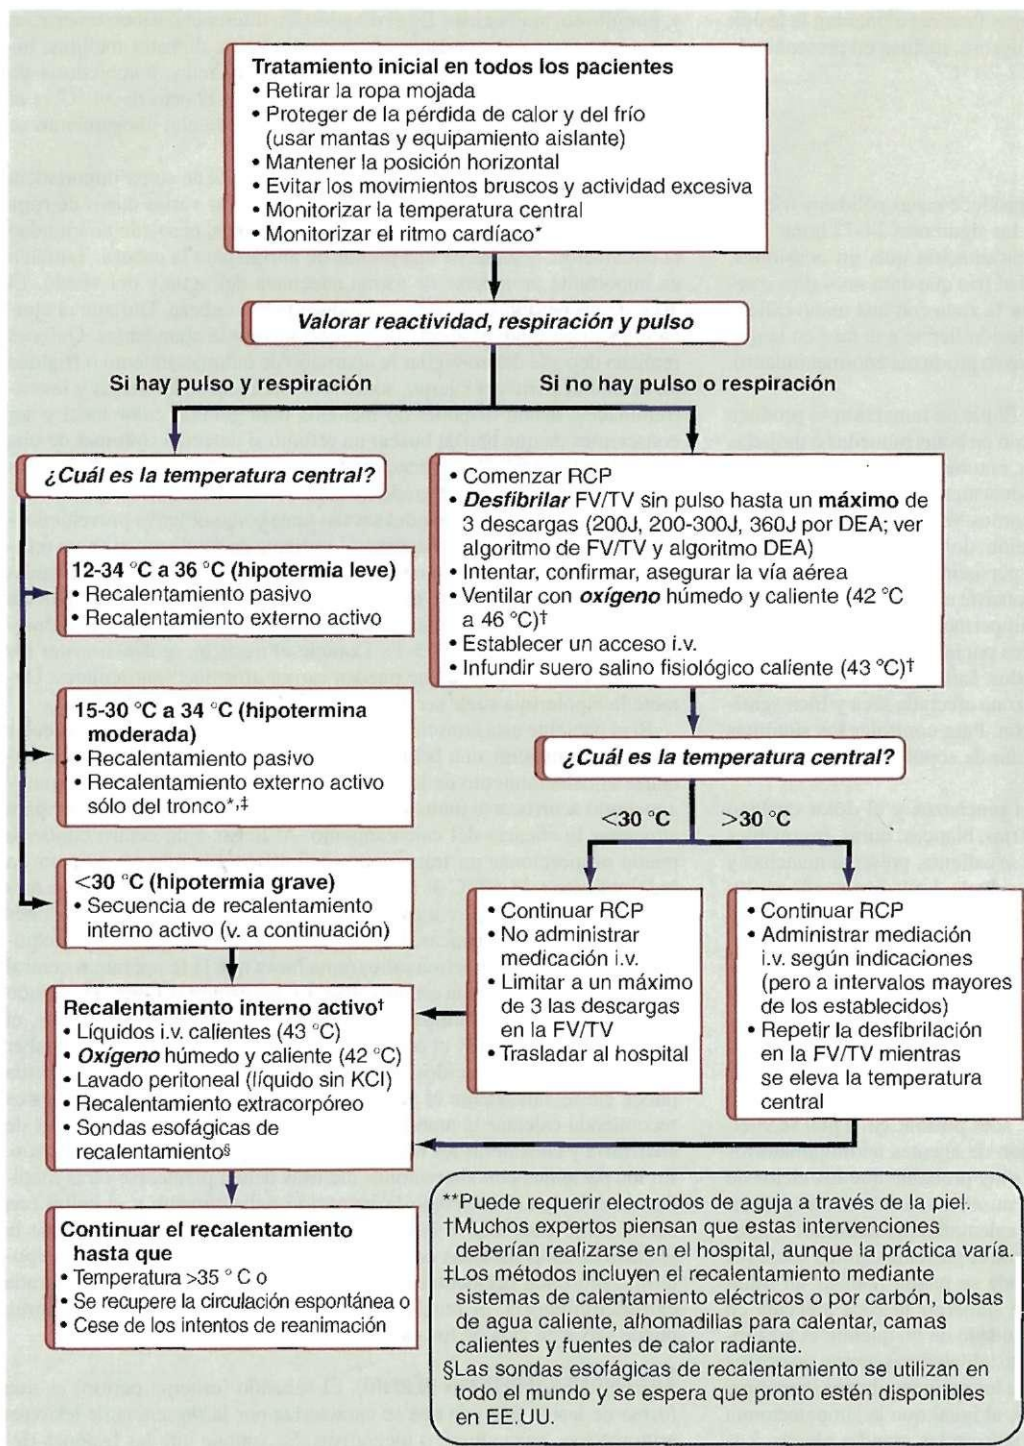 Tratamiento inicial en todos los pacientes
• Retirar la ropa mojada
• Proteger de la pérdida de calor y del frío
(usar mantas y equipamiento aislante)
• Mantener la posición horizontal
• Evitar los movimientos bruscos y actividad excesiva
• Monitorizar la temperatura central
• Monitorizar el ritmo cardíaco*
Valorar reactividad, respiración y pulso
Si hay pulso y respiración
Si no hay pulso o respiración
¿Cuál es la temperatura central?
12-34 °C a 36 °C (hipotermia leve)
• Recalentamiento pasivo
• Recalentamiento externo activo
15-30 °C a 34 °C (hipotermina
moderada)
• Recalentamiento pasivo
• Recalentamiento externo activo
sólo del tronco*,‡
<30 °C (hipotermia grave)
• Secuencia de recalentamiento
interno activo (v. a continuación)
• Comenzar RCP
• Desfibrilar FV/TV sin pulso hasta un máximo de
3 descargas (200J, 200-300J, 360J por DEA; ver
algoritmo de FV/TV y algoritmo DEA)
• Intentar, confirmar, asegurar la vía aérea
• Ventilar con oxígeno húmedo y caliente (42 °C
a 46 °C)†
• Establecer un acceso i.v.
• Infundir suero salino fisiológico caliente (43 °C)†
¿Cuál es la temperatura central?
<30 °C
>30 °C
• Continuar RCP
• No administrar
medicación i.v.
• Limitar a un máximo
de 3 las descargas
en la FV/TV
• Trasladar al hospital
• Continuar RCP
• Administrar mediación
i.v. según indicaciones
(pero a intervalos mayores
de los establecidos)
• Repetir la desfibrilación
en la FV/TV mientras
se eleva la temperatura
central
Recalentamiento interno activo†
• Líquidos i.v. calientes (43 °C)
• Oxígeno húmedo y caliente (42 °C)
• Lavado peritoneal (líquido sin KCl)
• Recalentamiento extracorpóreo
• Sondas esofágicas de
recalentamiento§
Continuar el recalentamiento
hasta que
• Temperatura >35 ° C o
• Se recupere la circulación espontánea o
• Cese de los intentos de reanimación
**Puede requerir electrodos de aguja a través de la piel.
†Muchos expertos piensan que estas intervenciones
deberían realizarse en el hospital, aunque la práctica varía.
‡Los métodos incluyen el recalentamiento mediante
sistemas de calentamiento eléctricos o por carbón, bolsas
de agua caliente, alhomadillas para calentar, camas
calientes y fuentes de calor radiante.
§Las sondas esofágicas de recalentamiento se utilizan en
todo el mundo y se espera que pronto estén disponibles
en EE.UU.